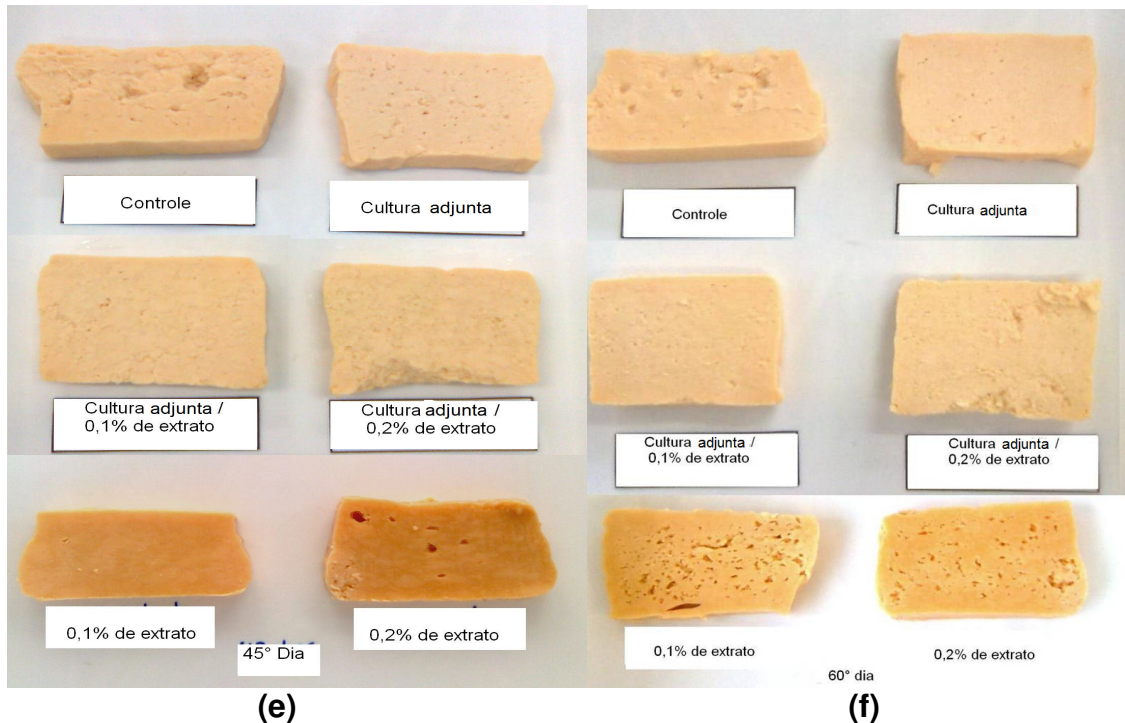 Controle
Cultura adjunta
Cultura adjunta /
0,1% de extrato
Cultura adjunta /
0,2% de extrato
0,1% de extrato
0,2% de extrato
45° Dia
(e)
Controle
Cultura adjunta
Cultura adjunta /
0,1% de extrato
Cultura adjunta /
0,2% de extrato
0,1% de extrato
0,2% de extrato
60° dia
(f)